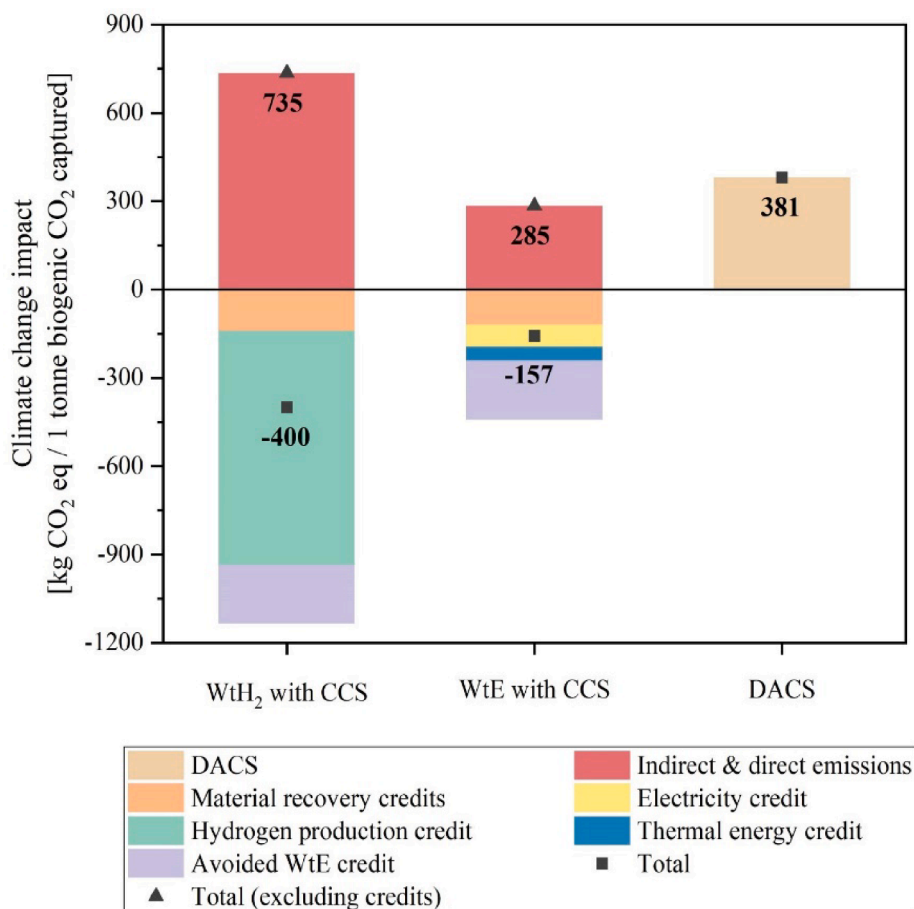 Climate change impact
[kg CO₂ eq / 1 tonne biogenic CO₂ captured]
900
600
300
0
-300
-600
-900
-1200
735
-400
285
-157
381
WtH₂ with CCS
WtE with CCS
DACS
DACS
Indirect & direct emissions
Material recovery credits
Electricity credit
Hydrogen production credit
Thermal energy credit
Avoided WtE credit
Total
Total (excluding credits)